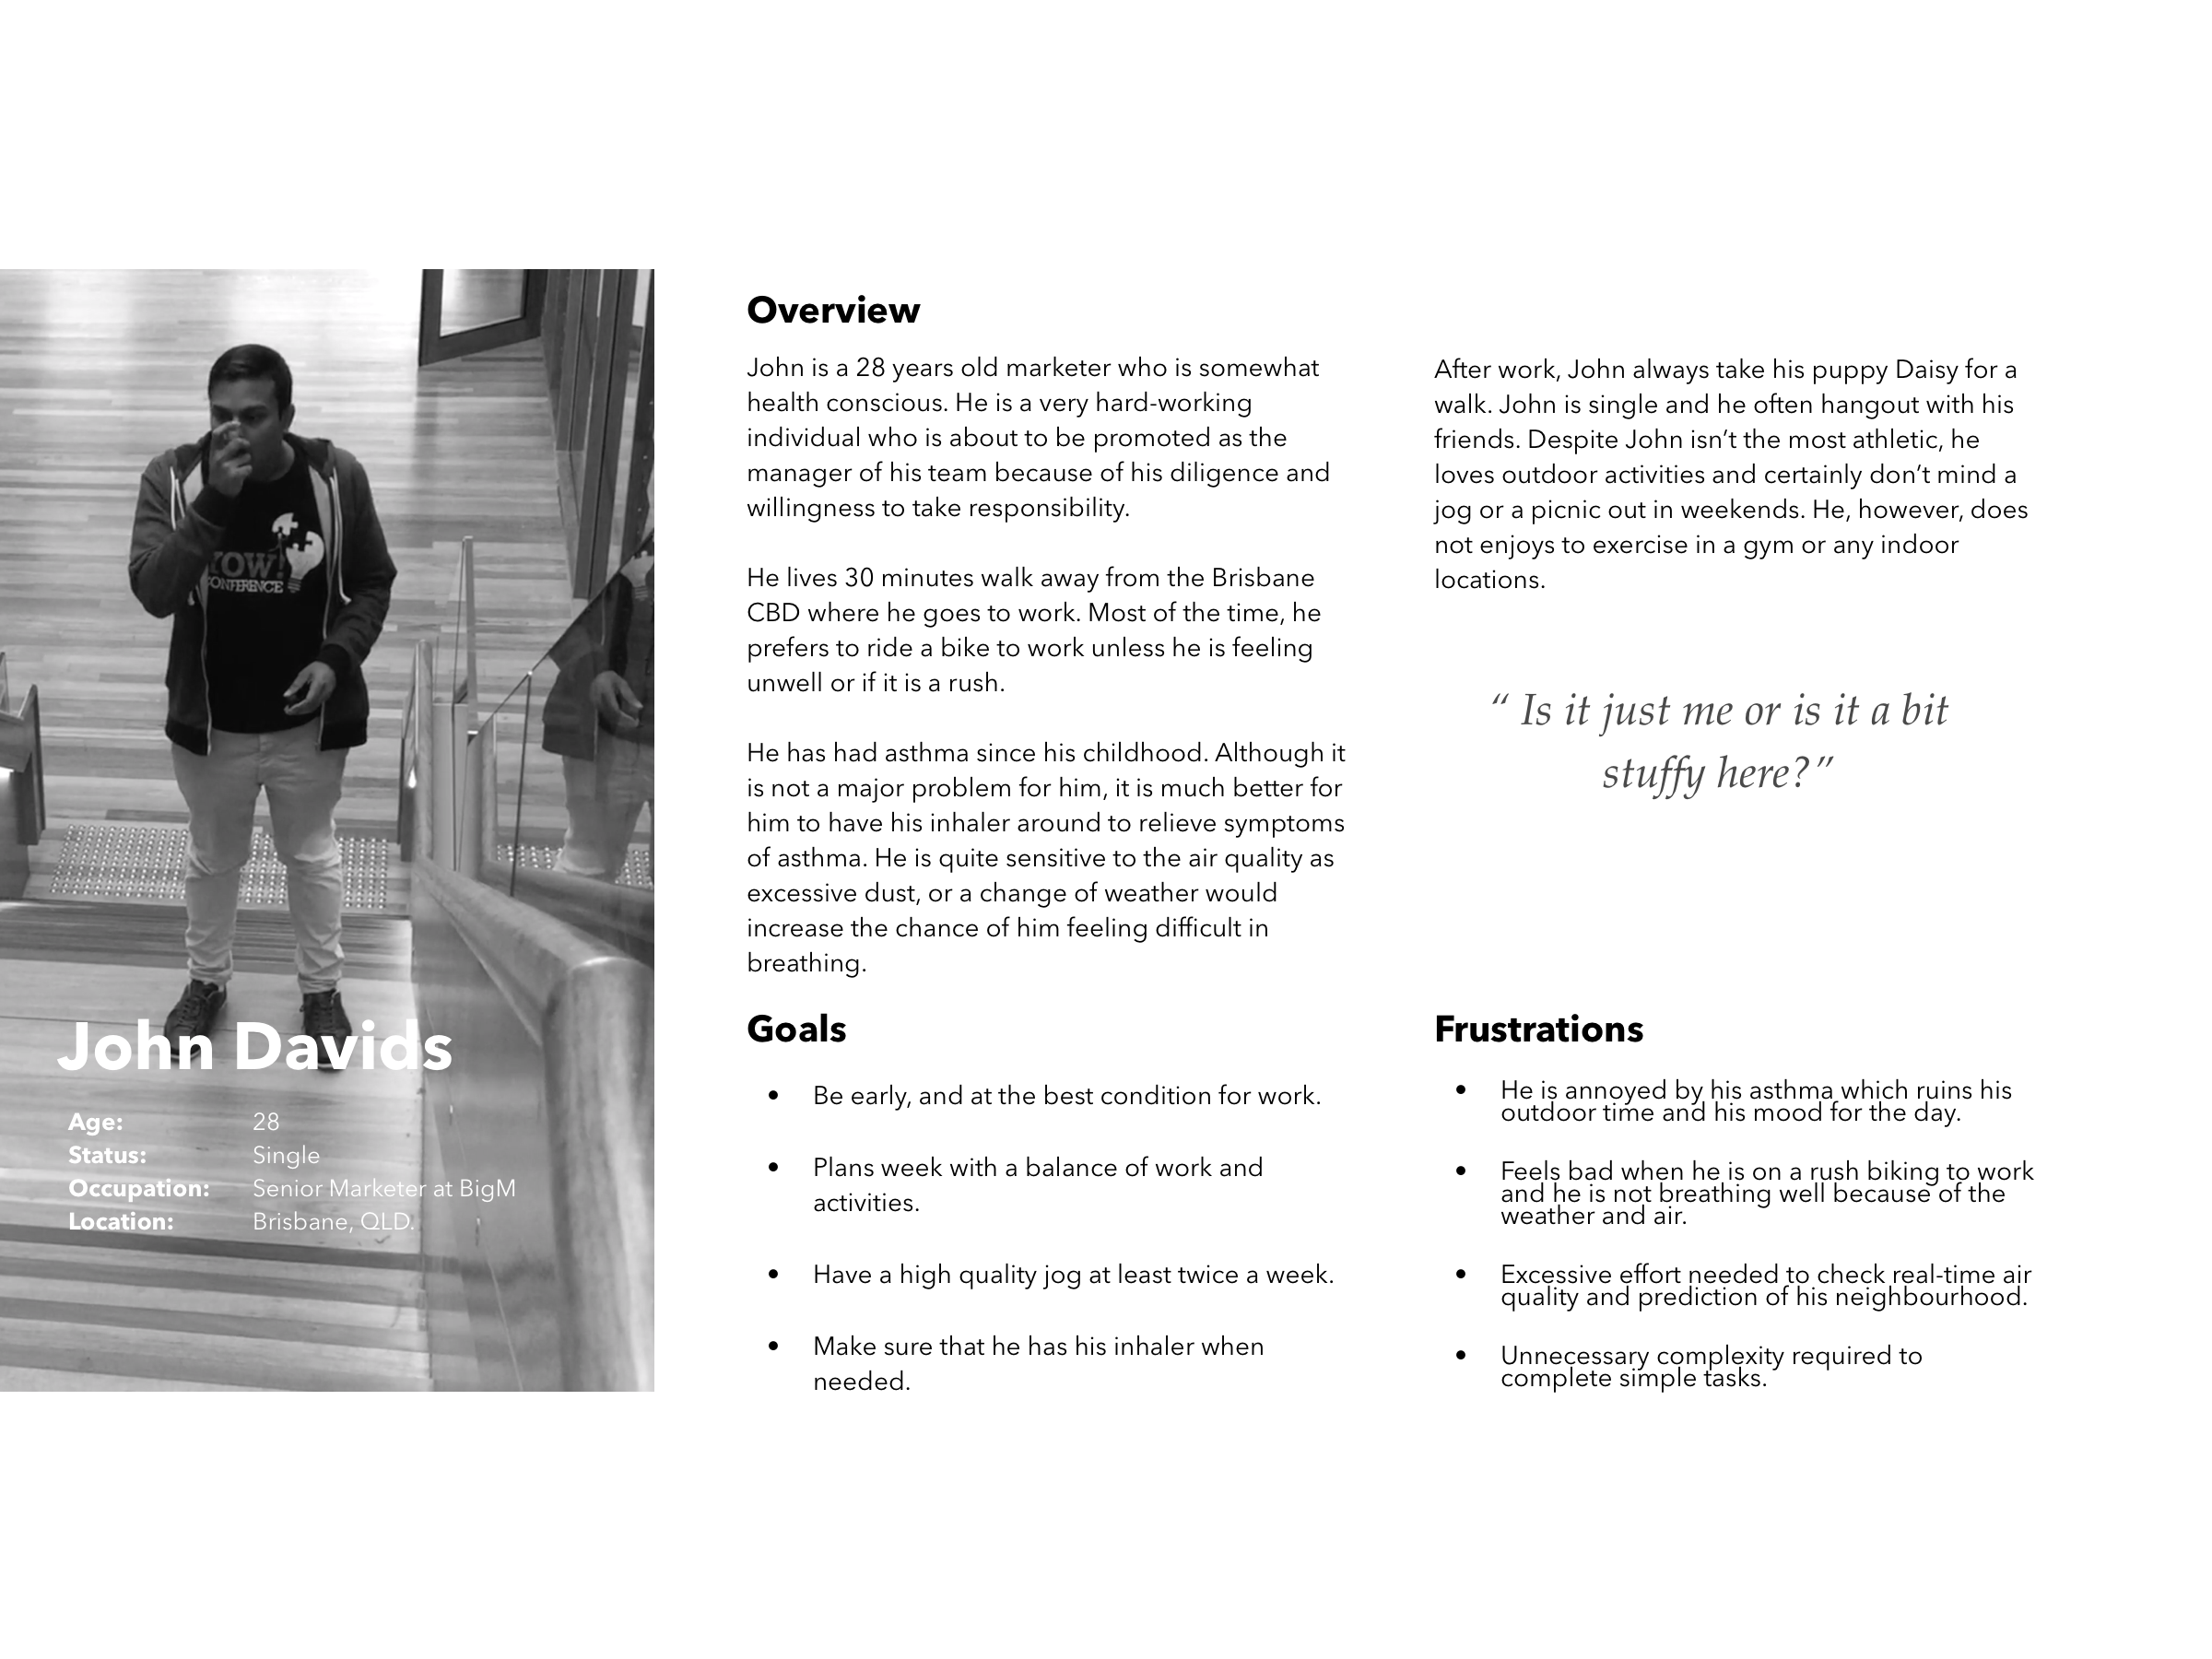 YOW!
CONFERENCE
John Davids
Age: 28
Status: Single
Occupation: Senior Marketer at BigM
Location: Brisbane, QLD.
Overview
John is a 28 years old marketer who is somewhat
health conscious. He is a very hard-working
individual who is about to be promoted as the
manager of his team because of his diligence and
willingness to take responsibility.
He lives 30 minutes walk away from the Brisbane
CBD where he goes to work. Most of the time, he
prefers to ride a bike to work unless he is feeling
unwell or if it is a rush.
He has had asthma since his childhood. Although it
is not a major problem for him, it is much better for
him to have his inhaler around to relieve symptoms
of asthma. He is quite sensitive to the air quality as
excessive dust, or a change of weather would
increase the chance of him feeling difficult in
breathing.
After work, John always take his puppy Daisy for a
walk. John is single and he often hangout with his
friends. Despite John isn’t the most athletic, he
loves outdoor activities and certainly don’t mind a
jog or a picnic out in weekends. He, however, does
not enjoys to exercise in a gym or any indoor
locations.
“ Is it just me or is it a bit
stuffy here?”
Goals
• Be early, and at the best condition for work.
• Plans week with a balance of work and
activities.
• Have a high quality jog at least twice a week.
• Make sure that he has his inhaler when
needed.
Frustrations
• He is annoyed by his asthma which ruins his
outdoor time and his mood for the day.
• Feels bad when he is on a rush biking to work
and he is not breathing well because of the
weather and air.
• Excessive effort needed to check real-time air
quality and prediction of his neighbourhood.
• Unnecessary complexity required to
complete simple tasks.